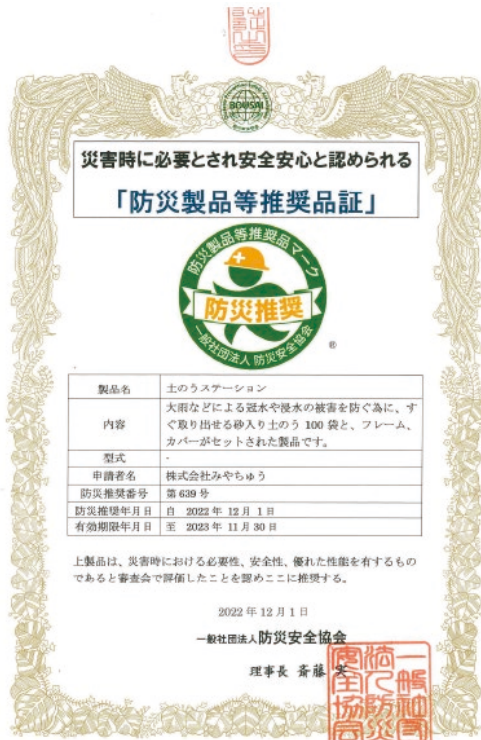 BOUSAI
災害時に必要とされ安全安心と認められる
「防災製品等推奨品証」
防災製品等推奨品マーク
防災推奨
一般社団法人 防災安全協会
®
製品名 土のうステーション
内容 大雨などによる冠水や浸水の被害を防ぐ為に、す
ぐ取り出せる砂入り土のう 100 袋と、フレーム、
カバーがセットされた製品です。
型式 -
申請者名 株式会社みやちゅう
防災推奨番号 第 639 号
防災推奨年月日 自 2022 年 12 月 1 日
有効期限年月日 至 2023 年 11 月 30 日
上製品は、災害時における必要性、安全性、優れた性能を有するもの
であると審査会で評価したことを認めここに推奨する。
2022 年 12 月 1 日
一般社団法人防災安全協会
理事長 斎藤 実